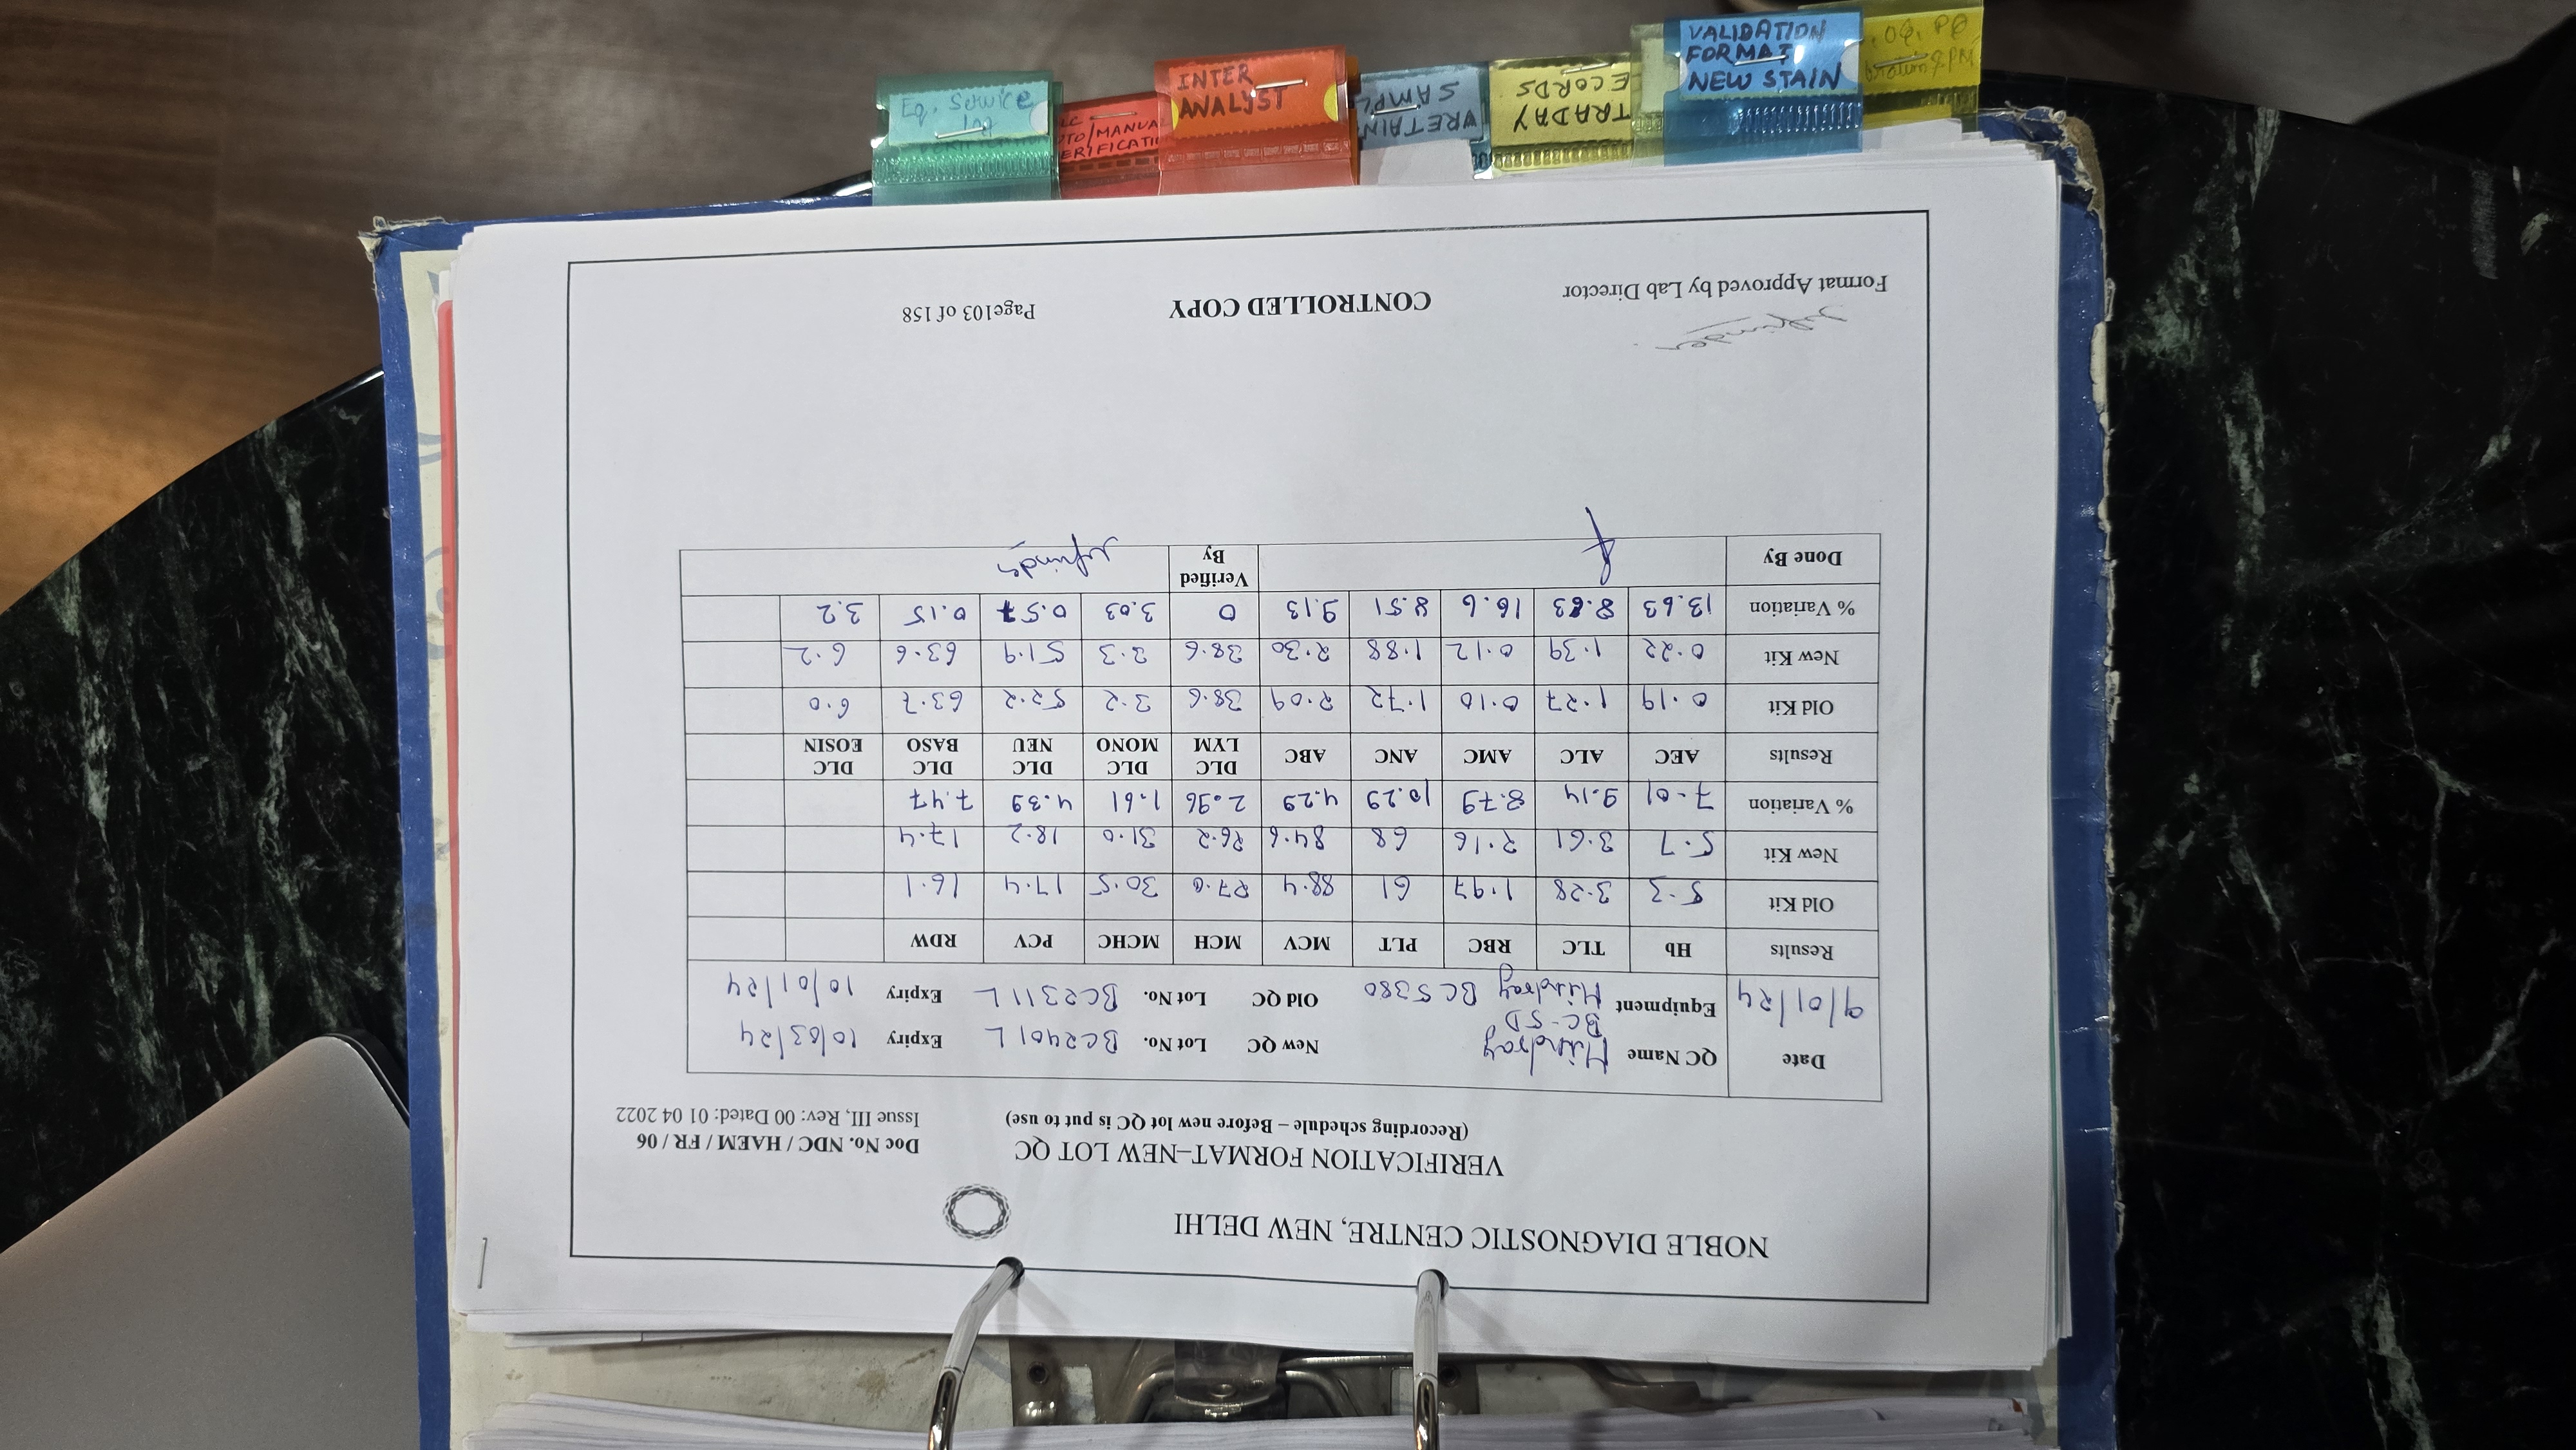 NOBLE DIAGNOSTIC CENTRE, NEW DELHI
VERIFICATION FORMAT–NEW LOT QC
(Recording schedule – Before new lot QC is put to use)
Doc No. NDC / HAEM / FR / 06
Issue III, Rev: 00 Dated: 01 04 2022
Date QC Name Mindray BC-5D New QC Lot No. BC2401L Expiry 10/03/24
9/01/24 Equipment Mindray BC5380 Old QC Lot No. BC2311L Expiry 10/01/24
Results Hb TLC RBC PLT MCV MCH MCHC PCV RDW
Old Kit 5.3 3.28 1.97 61 88.4 27.0 30.5 17.4 16.1
New Kit 5.7 3.61 2.16 68 84.6 26.2 31.0 18.2 17.4
% Variation 7.01 9.14 8.79 10.29 4.29 2.96 1.61 4.39 7.47
Results AEC ALC AMC ANC ABC DLC LYM DLC MONO DLC NEU DLC BASO DLC EOSIN
Old Kit 0.19 1.27 0.10 1.72 2.09 38.6 3.2 52.2 63.7 6.0
New Kit 0.22 1.39 0.12 1.88 2.30 38.6 3.3 51.9 63.6 6.2
% Variation 13.63 8.63 16.6 8.51 9.13 0 3.03 0.57 0.15 3.2
Done By Verified By
Format Approved by Lab Director CONTROLLED COPY Page103 of 158
VALIDATION
FORMAT
NEW STAIN
TRADAY
ECORDS
RETAIN
SAMPL
INTER
ANALYST
TO/MANUA